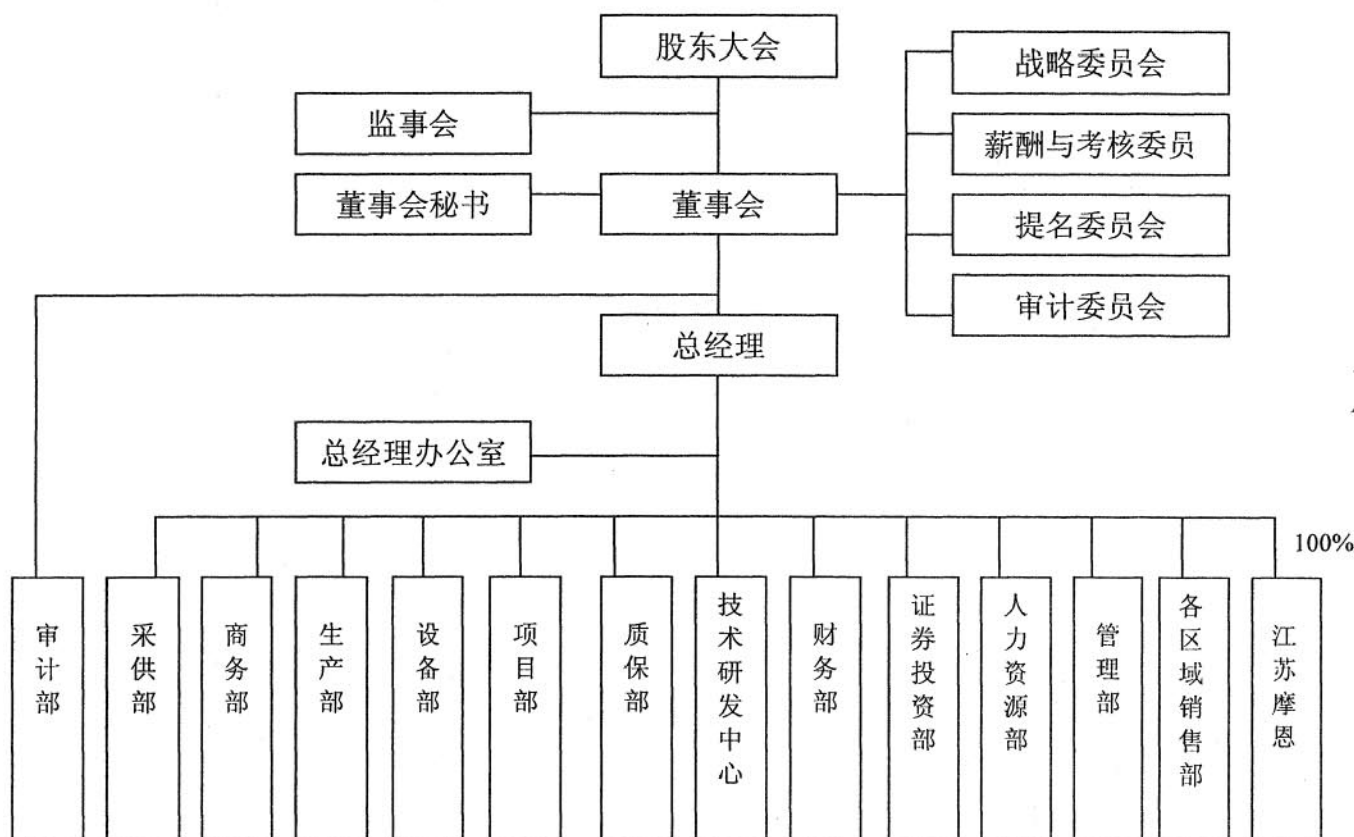 股东大会
战略委员会
监事会
薪酬与考核委员
董事会秘书
董事会
提名委员会
审计委员会
总经理
总经理办公室
100%
审计部
采供部
商务部
生产部
设备部
项目部
质保部
技术研发中心
财务部
证券投资部
人力资源部
管理部
各区域销售部
江苏摩恩